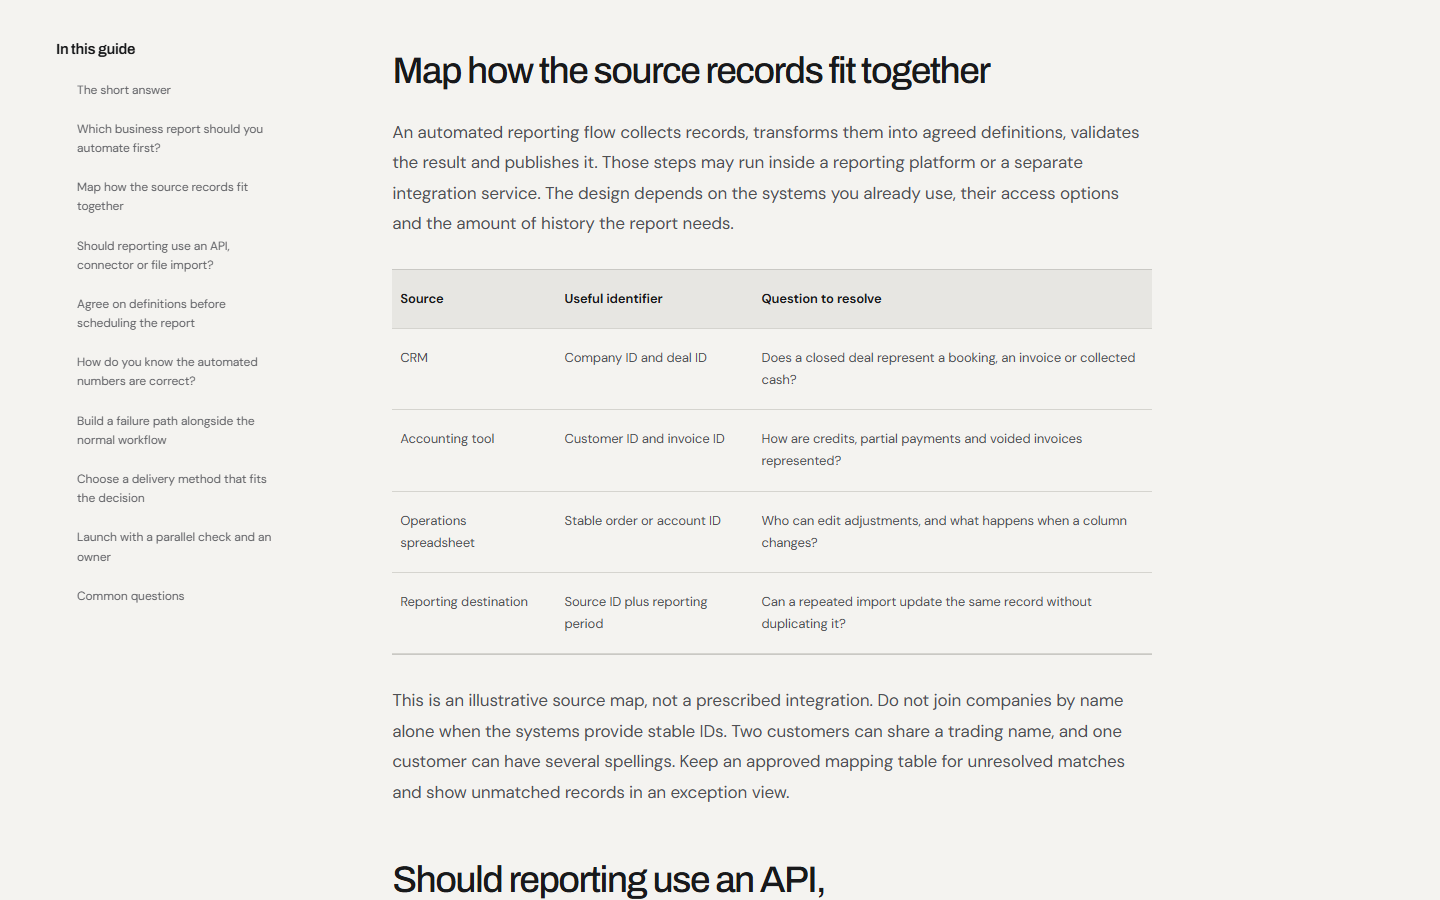 In this guide
The short answer
Which business report should you
automate first?
Map how the source records fit
together
Should reporting use an API,
connector or file import?
Agree on definitions before
scheduling the report
How do you know the automated
numbers are correct?
Build a failure path alongside the
normal workflow
Choose a delivery method that fits
the decision
Launch with a parallel check and an
owner
Common questions
Map how the source records fit together
An automated reporting flow collects records, transforms them into agreed definitions, validates
the result and publishes it. Those steps may run inside a reporting platform or a separate
integration service. The design depends on the systems you already use, their access options
and the amount of history the report needs.
Source Useful identifier Question to resolve
CRM Company ID and deal ID Does a closed deal represent a booking, an invoice or collected
cash?
Accounting tool Customer ID and invoice ID How are credits, partial payments and voided invoices
represented?
Operations Stable order or account ID Who can edit adjustments, and what happens when a column
spreadsheet changes?
Reporting destination Source ID plus reporting Can a repeated import update the same record without
period duplicating it?
This is an illustrative source map, not a prescribed integration. Do not join companies by name
alone when the systems provide stable IDs. Two customers can share a trading name, and one
customer can have several spellings. Keep an approved mapping table for unresolved matches
and show unmatched records in an exception view.
Should reporting use an API,